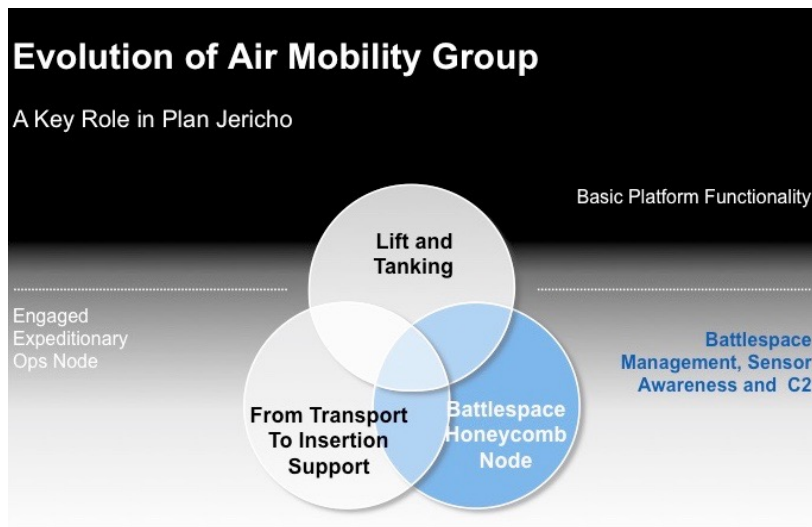 Evolution of Air Mobility Group
A Key Role in Plan Jericho
Basic Platform Functionality
Lift and
Tanking
Engaged
Expeditionary
Ops Node
Battlespace
Management, Sensor
Awareness and C2
From Transport
To Insertion
Support
Battlespace
Honeycomb
Node